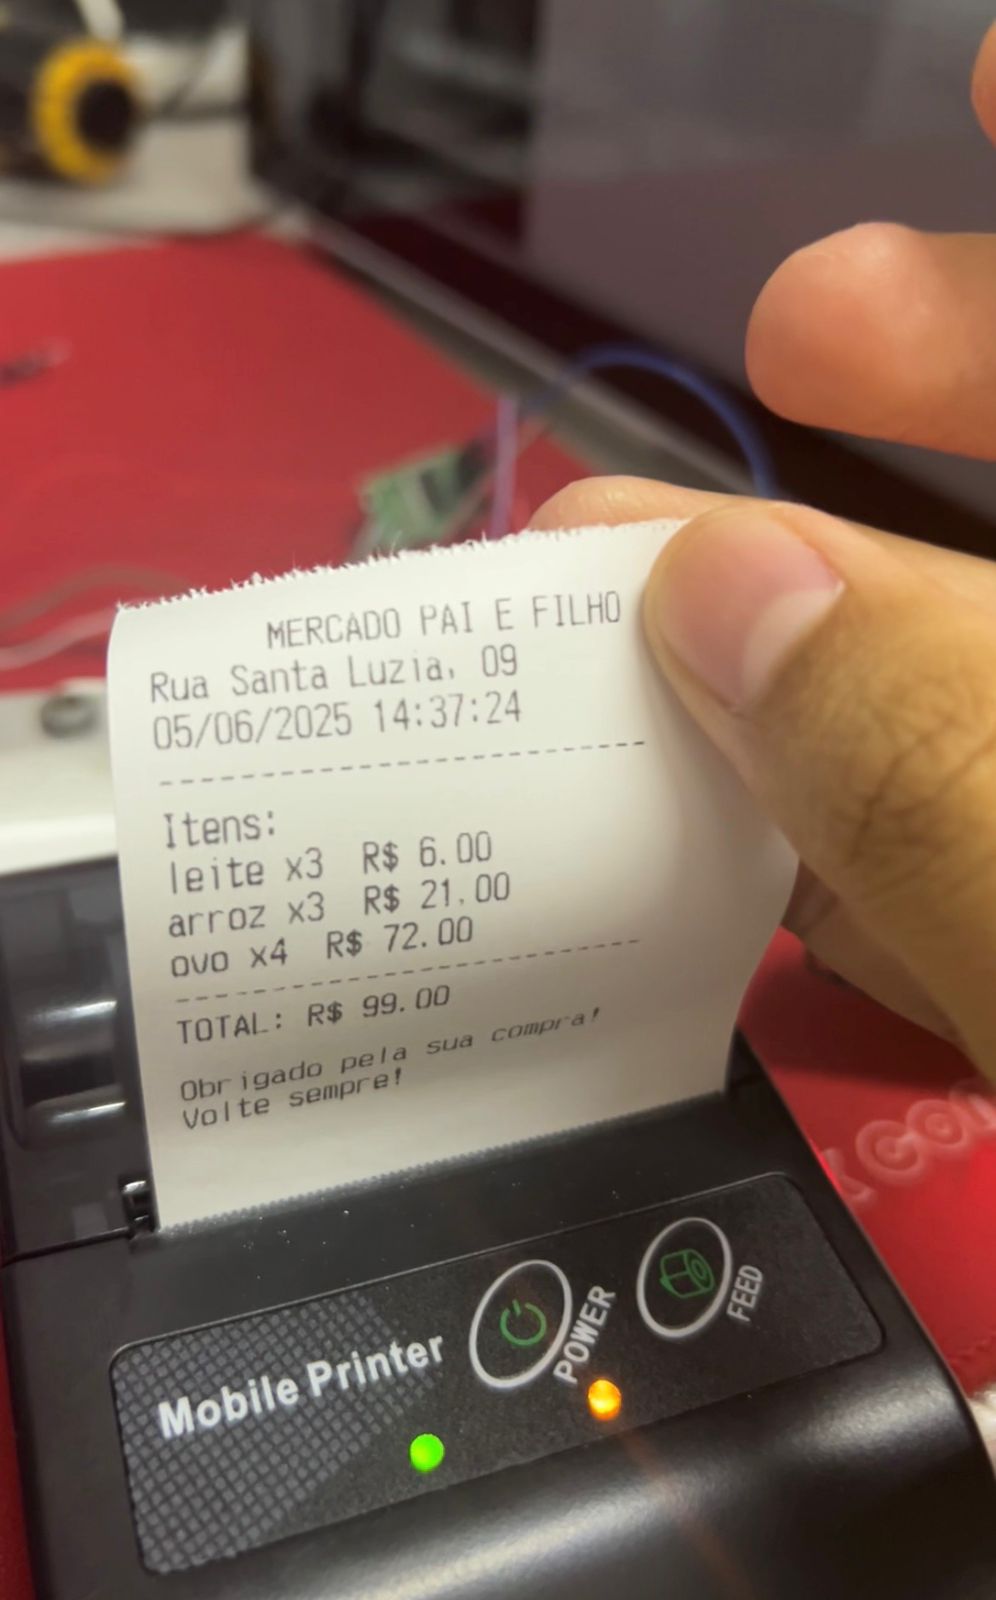 MERCADO PAI E FILHO
Rua Santa Luzia, 09
05/06/2025 14:37:24
------------------------
Itens:
leite x3 R$ 6.00
arroz x3 R$ 21.00
ovo x4 R$ 72.00
------------------------
TOTAL: R$ 99.00
Obrigado pela sua compra!
Volte sempre!
Mobile Printer
POWER
FEED